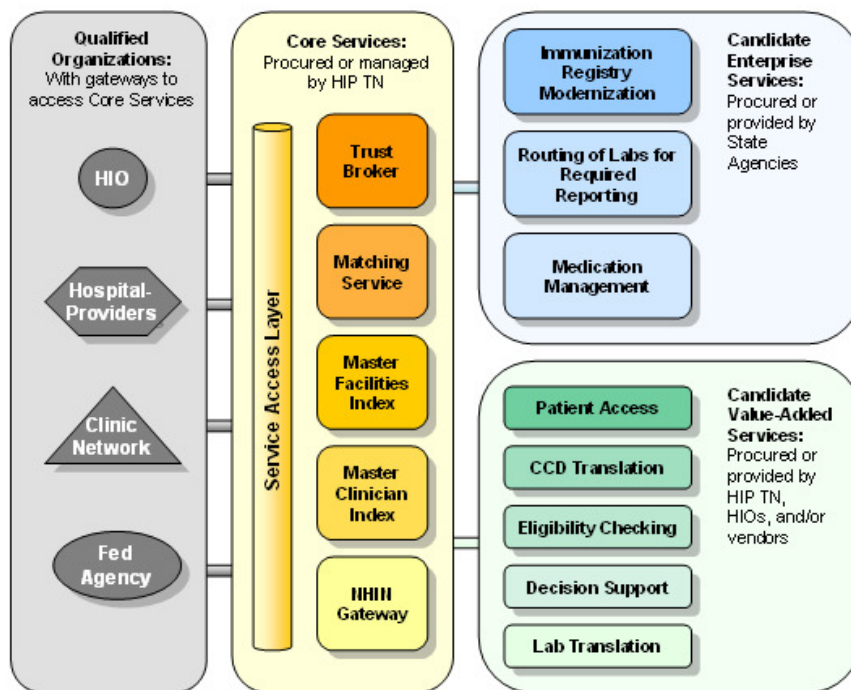 Qualified
Organizations:
With gateways to
access Core Services
HIO
Hospital-
Providers
Clinic
Network
Fed
Agency
Core Services:
Procured or managed
by HIP TN
Service Access Layer
Trust
Broker
Matching
Service
Master
Facilities
Index
Master
Clinician
Index
NHIN
Gateway
Immunization
Registry
Modernization
Routing of Labs for
Required
Reporting
Medication
Management
Candidate
Enterprise
Services:
Procured or
provided by
State
Agencies
Patient Access
CCD Translation
Eligibility Checking
Decision Support
Lab Translation
Candidate
Value-Added
Services:
Procured or
provided by
HIP TN,
HIOs, and/or
vendors